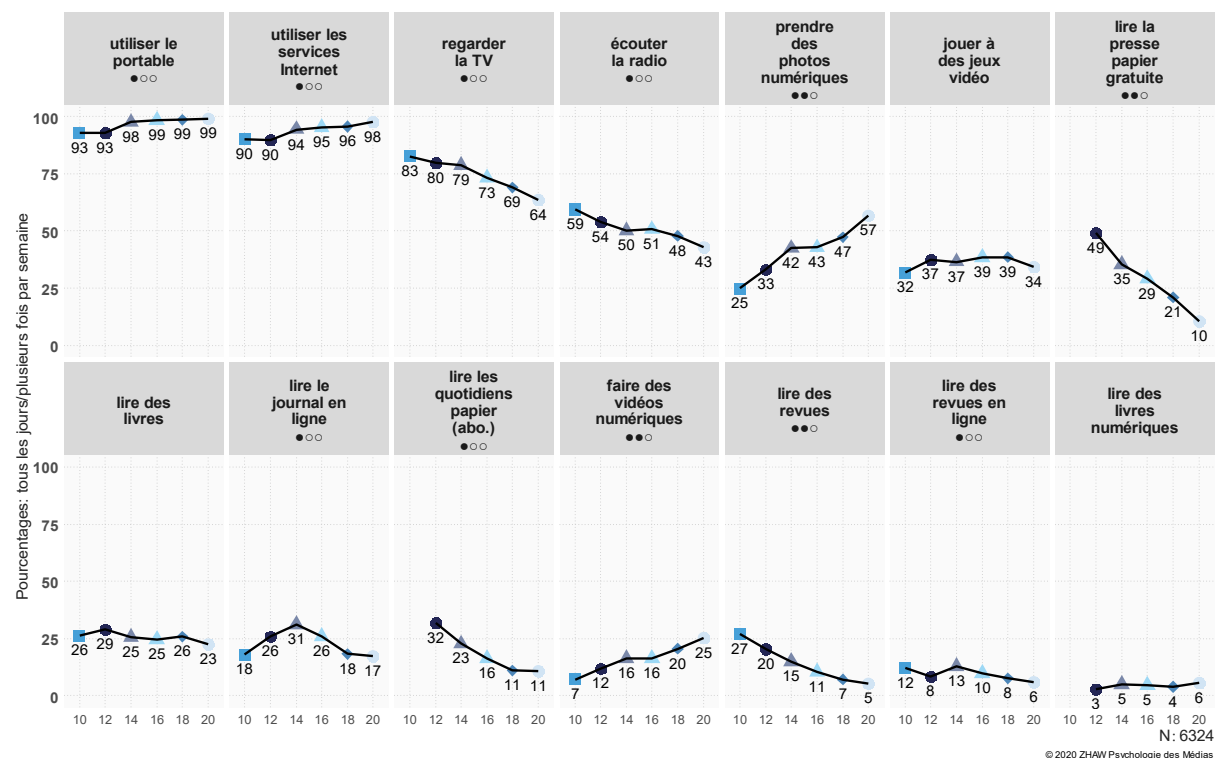 utiliser le
portable
●○○
utiliser les
services
Internet
●○○
regarder
la TV
●○○
écouter
la radio
●○○
prendre
des
photos
numériques
●●○
jouer à
des jeux
vidéo
lire la
presse
papier
gratuite
●●○
Pourcentages: tous les jours/plusieurs fois par semaine
100
75
50
25
0
93 93 98 99 99 99
90 90 94 95 96 98
83 80 79 73 69 64
59 54 50 51 48 43
25 33 42 43 47 57
32 37 37 39 39 34
49 35 29 21 10
lire des
livres
lire le
journal en
ligne
●○○
lire les
quotidiens
papier
(abo.)
●○○
faire des
vidéos
numériques
●●○
lire des
revues
●●○
lire des
revues en
ligne
●○○
lire des
livres
numériques
100
75
50
25
0
26 29 25 25 26 23
18 26 31 26 18 17
32 23 16 11 11
7 12 16 16 20 25
27 20 15 11 7 5
12 8 13 10 8 6
3 5 5 4 6
10 12 14 16 18 20
10 12 14 16 18 20
10 12 14 16 18 20
10 12 14 16 18 20
10 12 14 16 18 20
10 12 14 16 18 20
10 12 14 16 18 20
N: 6324
© 2020 ZHAW Psychologie des Médias